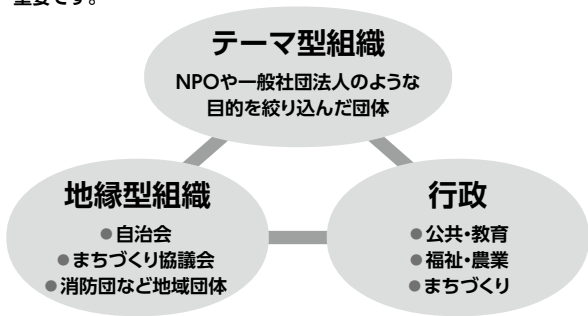 重要です。
テーマ型組織
NPOや一般社団法人のような
目的を絞り込んだ団体
地縁型組織
●自治会
●まちづくり協議会
●消防団など地域団体
行政
●公共・教育
●福祉・農業
●まちづくり